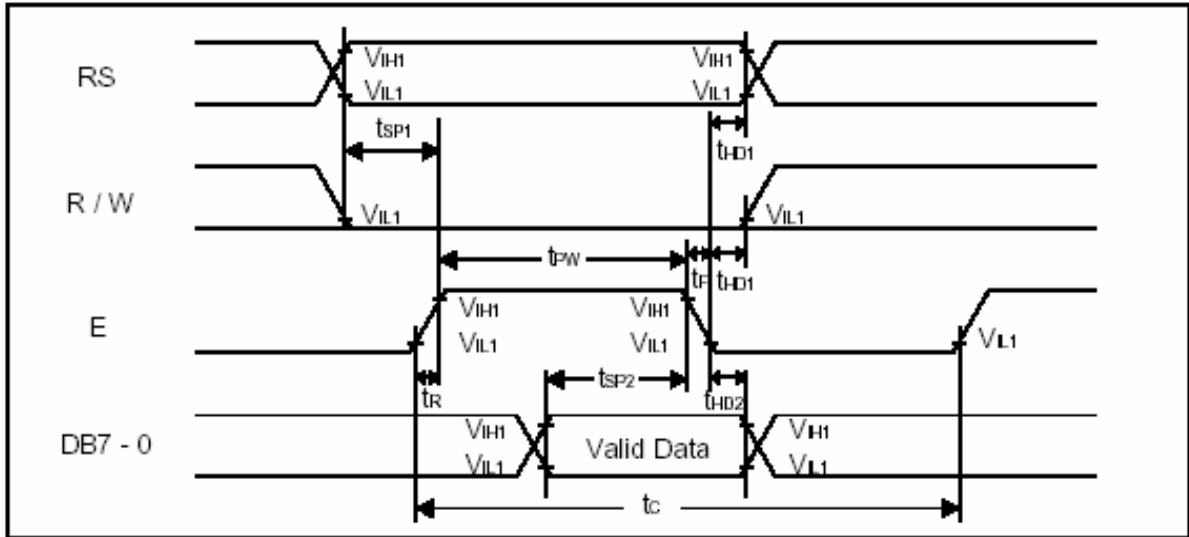 RS
VIH1 VIH1
VIL1 VIL1
tSP1 tHD1
R / W
VIL1 VIL1
tPW tF tHD1
E
VIH1 VIH1
VIL1 VIL1 VIL1
tR tSP2 tHD2
DB7 - 0
VIH1 Valid Data VIH1
VIL1 VIL1
tC